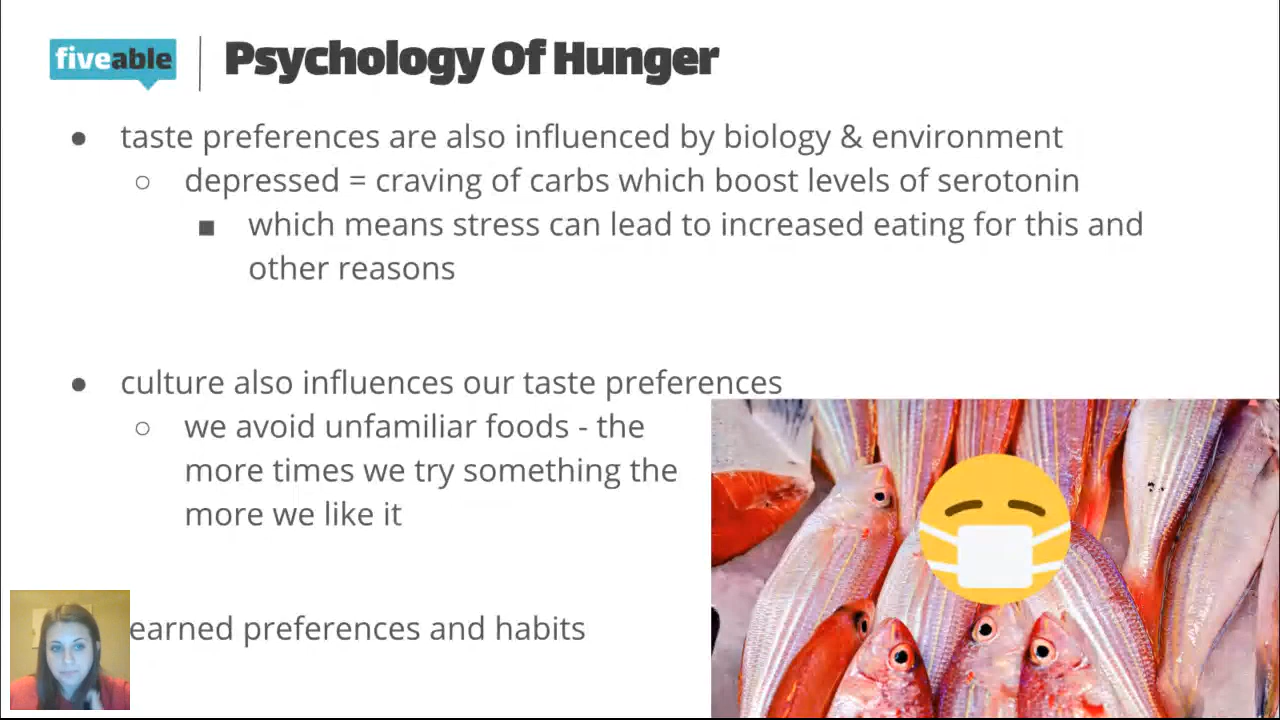 fiveable
Psychology Of Hunger
● taste preferences are also influenced by biology & environment
○ depressed = craving of carbs which boost levels of serotonin
■ which means stress can lead to increased eating for this and
other reasons
● culture also influences our taste preferences
○ we avoid unfamiliar foods - the
more times we try something the
more we like it
earned preferences and habits